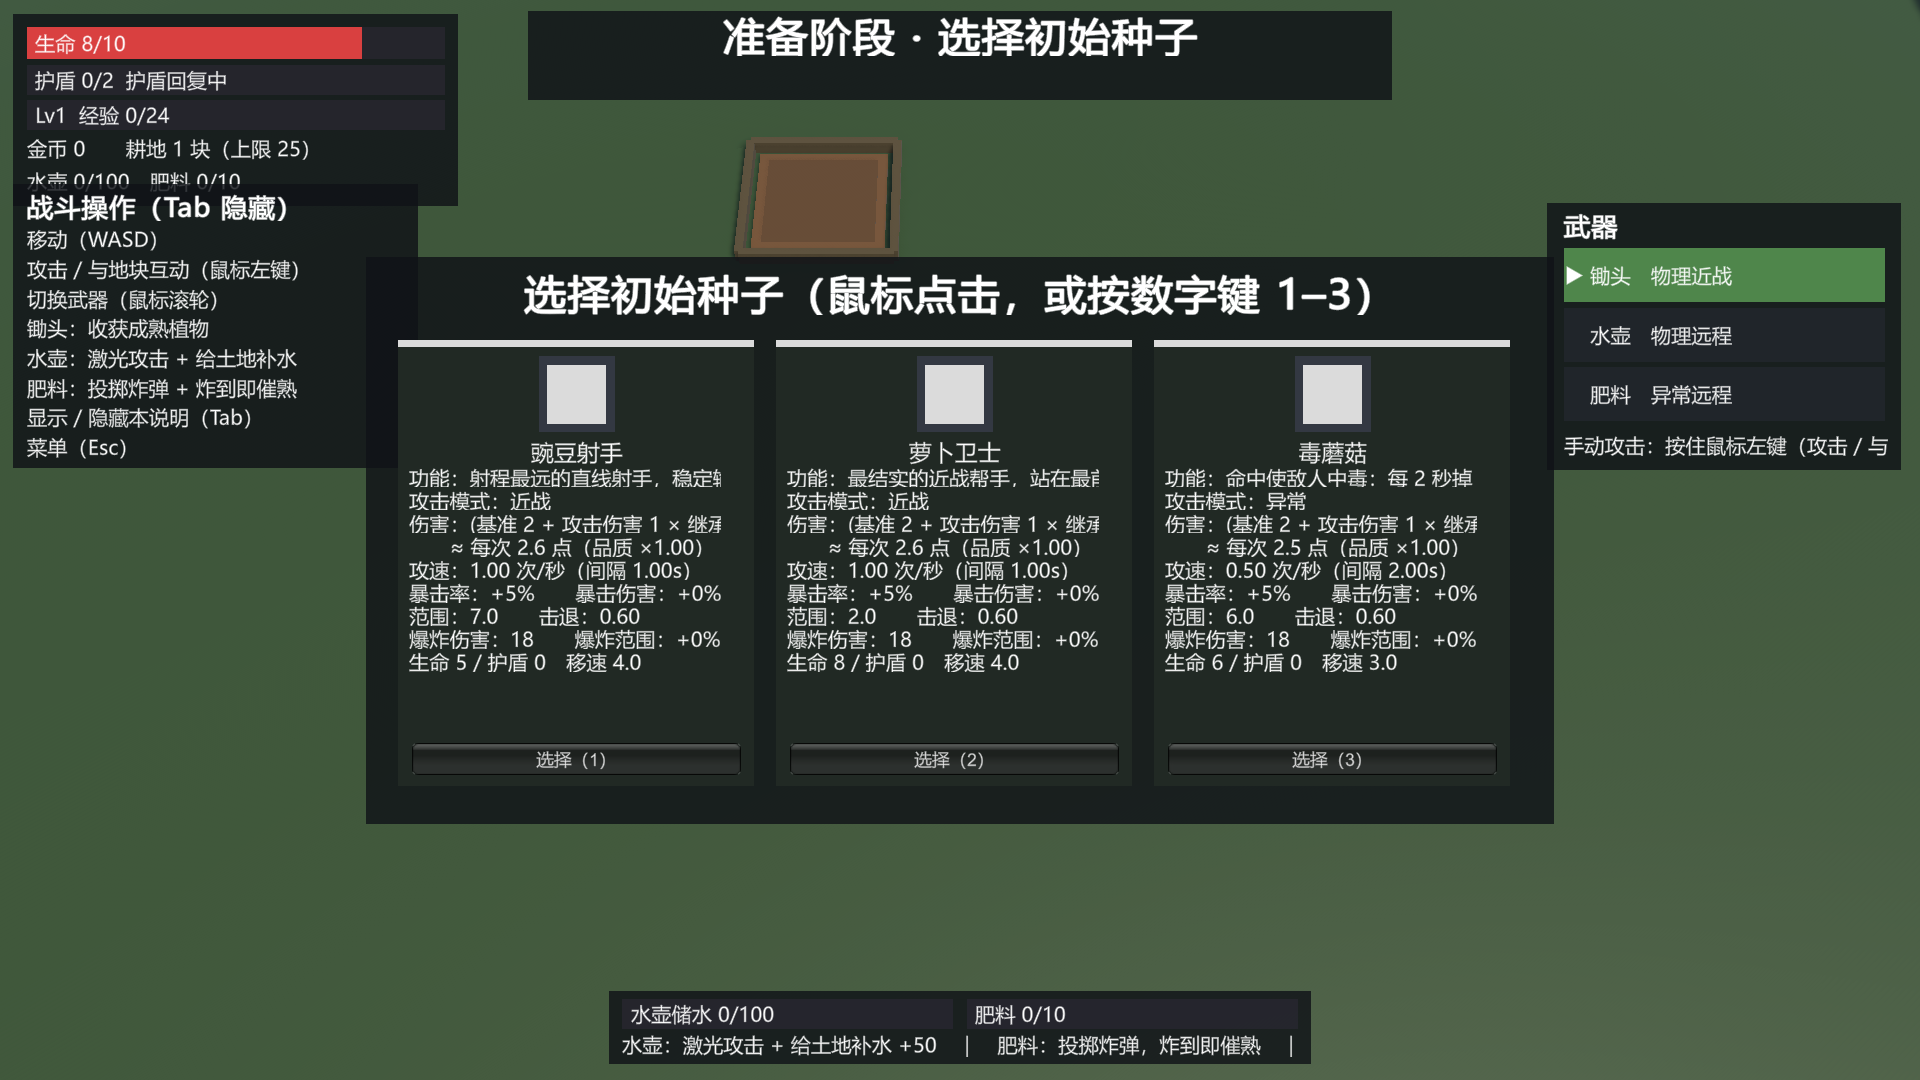 生命 8/10
护盾 0/2 护盾回复中
Lv1 经验 0/24
金币 0 耕地 1 块（上限 25）
水壶 0/100 肥料 0/10
战斗操作（Tab 隐藏）
移动（WASD）
攻击 / 与地块互动（鼠标左键）
切换武器（鼠标滚轮）
锄头：收获成熟植物
水壶：激光攻击 + 给土地补水
肥料：投掷炸弹 + 炸到即催熟
显示 / 隐藏本说明（Tab）
菜单（Esc）
准备阶段 · 选择初始种子
选择初始种子（鼠标点击，或按数字键 1–3）
豌豆射手
功能：射程最远的直线射手，稳定
攻击模式：近战
伤害：(基准 2 + 攻击伤害 1 × 继承
≈ 每次 2.6 点（品质 ×1.00）
攻速：1.00 次/秒（间隔 1.00s）
暴击率：+5% 暴击伤害：+0%
范围：7.0 击退：0.60
爆炸伤害：18 爆炸范围：+0%
生命 5 / 护盾 0 移速 4.0
选择（1）
萝卜卫士
功能：最结实的近战帮手，站在最前
攻击模式：近战
伤害：(基准 2 + 攻击伤害 1 × 继承
≈ 每次 2.6 点（品质 ×1.00）
攻速：1.00 次/秒（间隔 1.00s）
暴击率：+5% 暴击伤害：+0%
范围：2.0 击退：0.60
爆炸伤害：18 爆炸范围：+0%
生命 8 / 护盾 0 移速 4.0
选择（2）
毒蘑菇
功能：命中使敌人中毒：每 2 秒掉
攻击模式：异常
伤害：(基准 2 + 攻击伤害 1 × 继承
≈ 每次 2.5 点（品质 ×1.00）
攻速：0.50 次/秒（间隔 2.00s）
暴击率：+5% 暴击伤害：+0%
范围：6.0 击退：0.60
爆炸伤害：18 爆炸范围：+0%
生命 6 / 护盾 0 移速 3.0
选择（3）
武器
▶ 锄头 物理近战
水壶 物理远程
肥料 异常远程
手动攻击：按住鼠标左键（攻击 / 与
水壶储水 0/100 肥料 0/10
水壶：激光攻击 + 给土地补水 +50 | 肥料：投掷炸弹，炸到即催熟 |